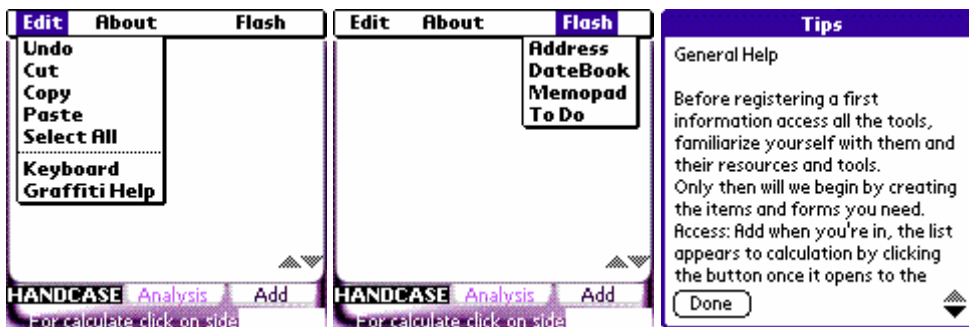 Edit About Flash
Undo
Cut
Copy
Paste
Select All
Keyboard
Graffiti Help
HANDCASE Analysis Add
For calculate click on side
Edit About Flash
Address
DateBook
Memopad
To Do
HANDCASE Analysis Add
For calculate click on side
Tips
General Help
Before registering a first
information access all the tools,
familiarize yourself with them and
their resources and tools.
Only then will we begin by creating
the items and forms you need.
Access: Add when you're in, the list
appears to calculation by clicking
the button once it opens to the
Done